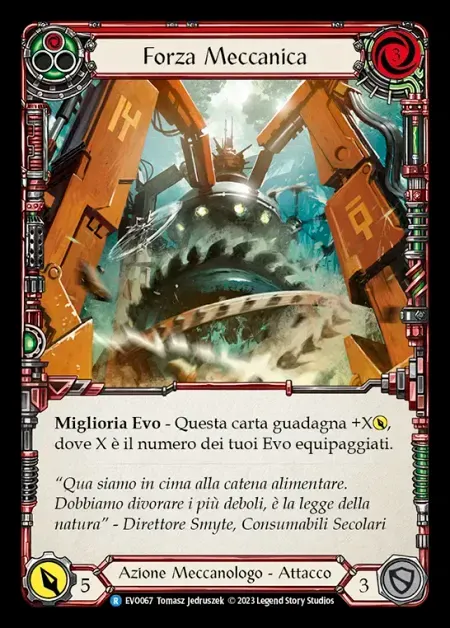 Forza Meccanica
3
Miglioria Evo - Questa carta guadagna +X
dove X è il numero dei tuoi Evo equipaggiati.
“Qua siamo in cima alla catena alimentare.
Dobbiamo divorare i più deboli, è la legge della
natura” - Direttore Smyte, Consumabili Secolari
5
Azione Meccanologo - Attacco
3
R EVO067 Tomasz Jedruszek © 2023 Legend Story Studios